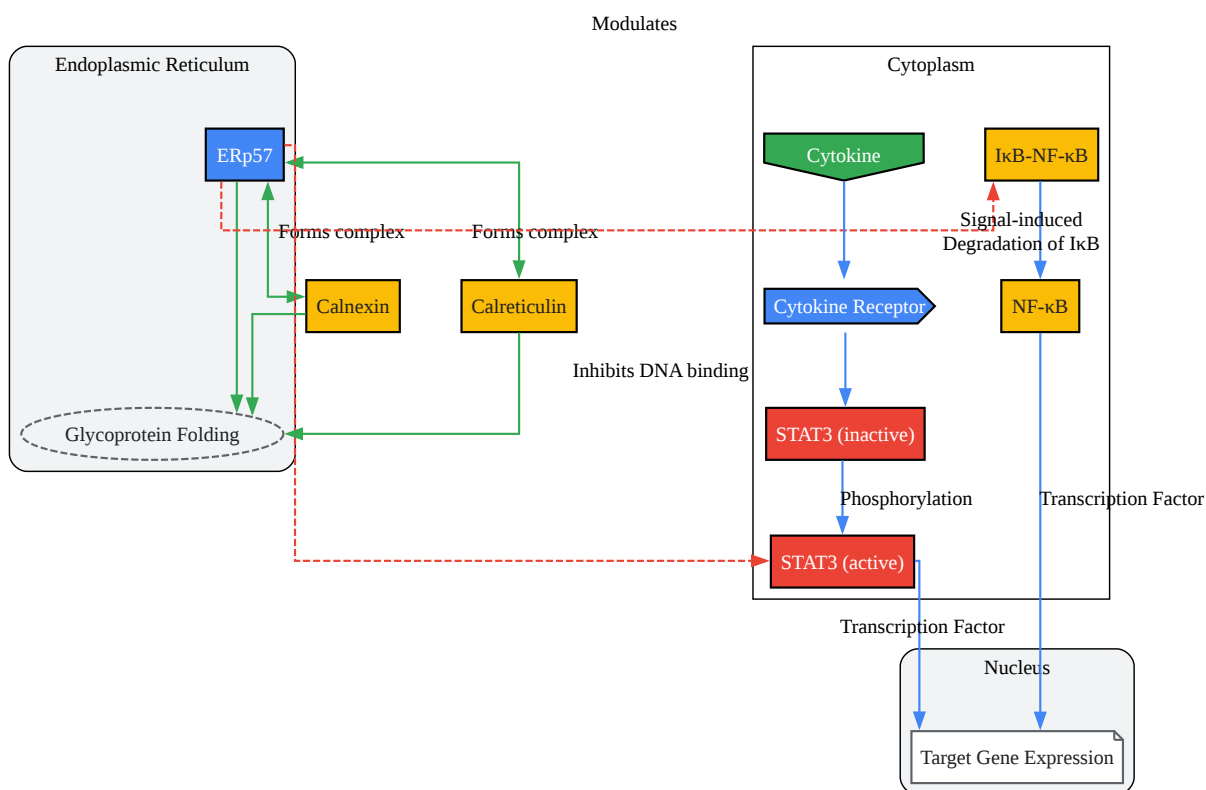 Modulates
Endoplasmic Reticulum
Cytoplasm
ERp57
Cytokine
IκB-NF-κB
Forms complex
Forms complex
Signal-induced
Degradation of IκB
Calnexin
Calreticulin
Cytokine Receptor
NF-κB
Inhibits DNA binding
Glycoprotein Folding
STAT3 (inactive)
Phosphorylation
Transcription Factor
STAT3 (active)
Transcription Factor
Nucleus
Target Gene Expression